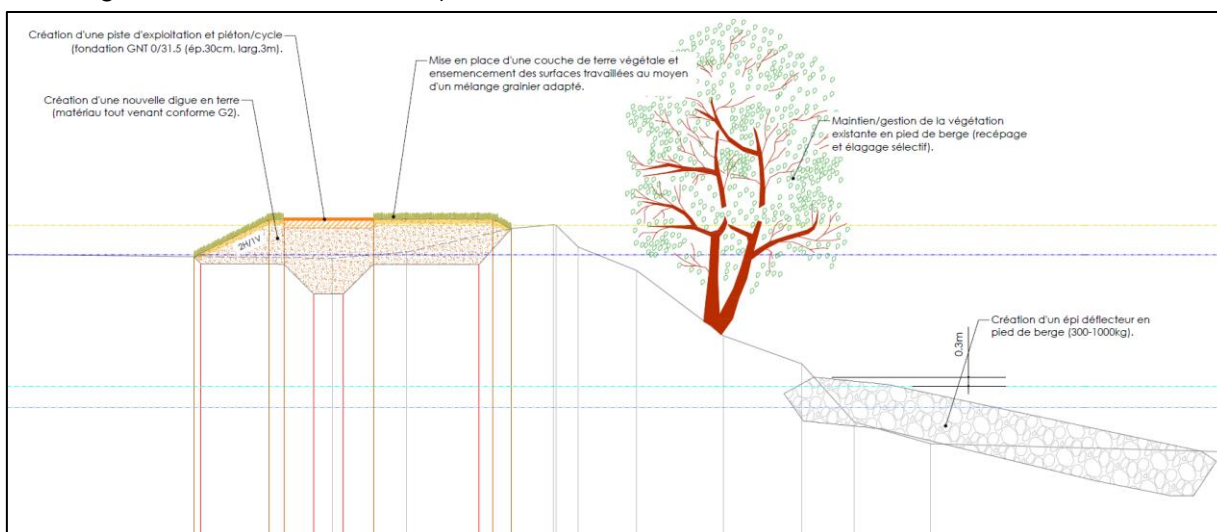 Création d'une piste d'exploitation et piéton/cycle
(fondation GNT 0/31.5 (ép.30cm, larg.3m).
Mise en place d'une couche de terre végétale et
ensemencement des surfaces travaillées au moyen
d'un mélange grainier adapté.
Création d'une nouvelle digue en terre
(matériau tout venant conforme G2).
Maintien/gestion de la végétation
existante en pied de berge (recépage
et élagage sélectif).
2H/1V
Création d'un épi déflecteur en
pied de berge (300-1000kg).
0.3m